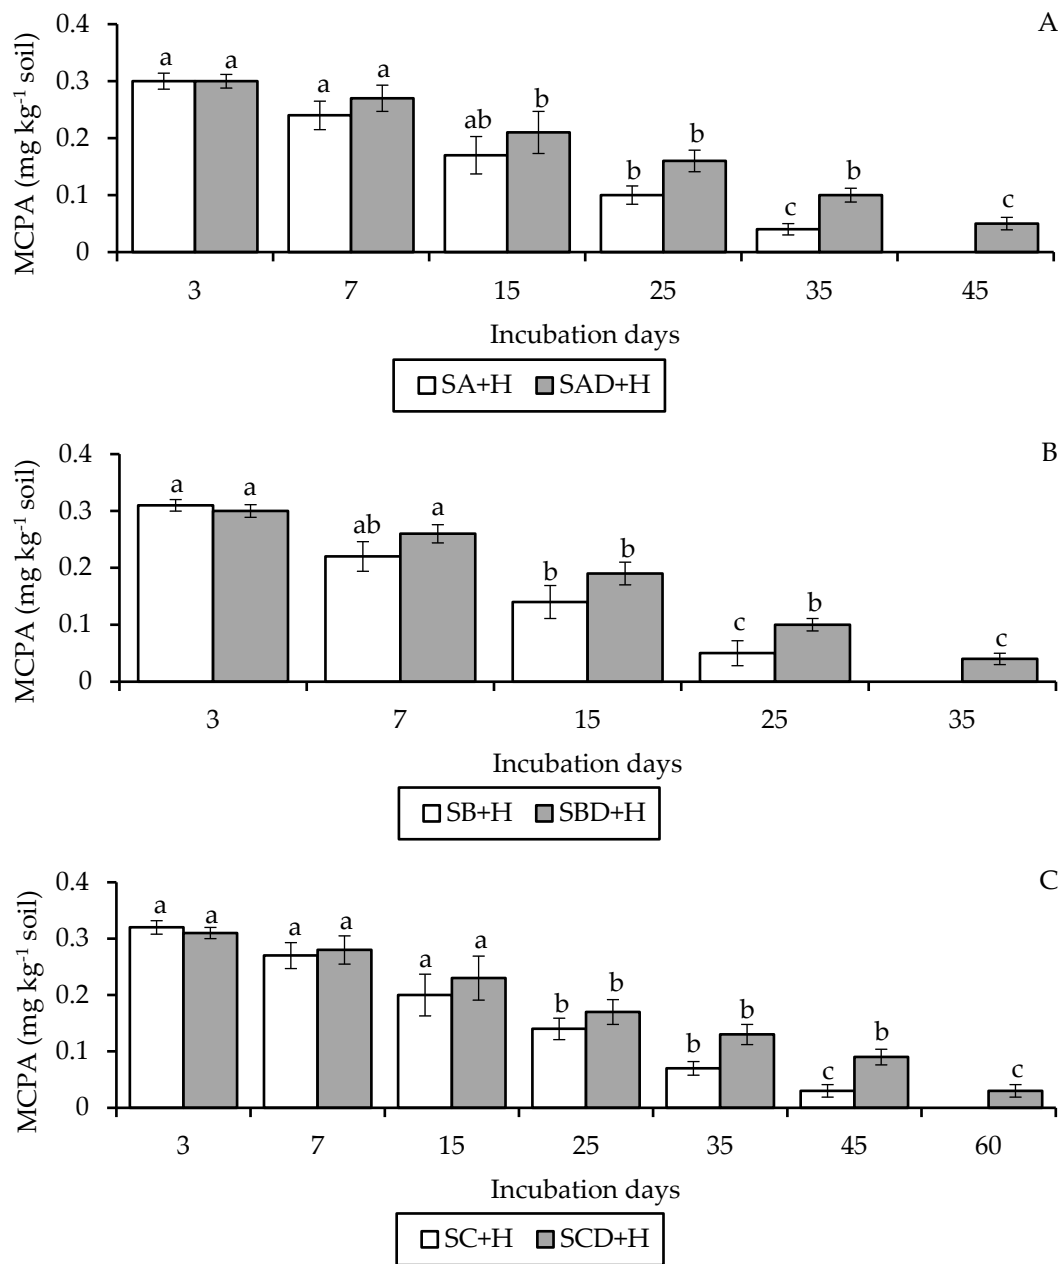 A
MCPA (mg kg⁻¹ soil)
0.4
0.3
0.2
0.1
0
a a a a ab b b b c b c
3 7 15 25 35 45
Incubation days
SA+H SAD+H
B
MCPA (mg kg⁻¹ soil)
0.4
0.3
0.2
0.1
0
a a ab a b b c b c
3 7 15 25 35
Incubation days
SB+H SBD+H
C
MCPA (mg kg⁻¹ soil)
0.4
0.3
0.2
0.1
0
a a a a a a b b b b c b c
3 7 15 25 35 45 60
Incubation days
SC+H SCD+H